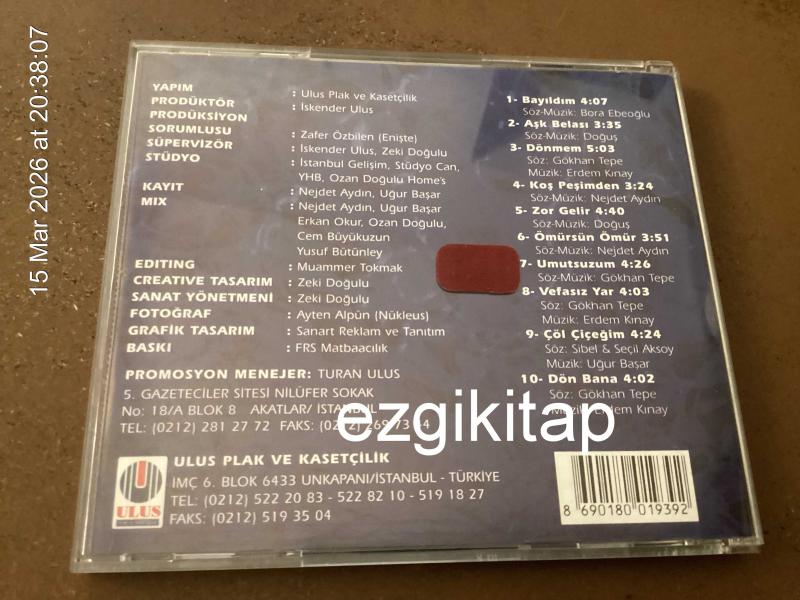 15 Mar 2026 at 20:38:07
YAPIM : Ulus Plak ve Kasetçilik
PRODÜKTÖR : İskender Ulus
PRODÜKSİYON
SORUMLUSU : Zafer Özbilen (Enişte)
SÜPERVİZÖR : İskender Ulus, Zeki Doğulu
STÜDYO : İstanbul Gelişim, Stüdyo Can,
YHB, Ozan Doğulu Home's
KAYIT : Nejdet Aydın, Uğur Başar
MIX : Nejdet Aydın, Uğur Başar
Erkan Okur, Ozan Doğulu,
Cem Büyükuzun
Yusuf Bütünley
EDITING : Muammer Tokmak
CREATIVE TASARIM : Zeki Doğulu
SANAT YÖNETMENİ : Zeki Doğulu
FOTOĞRAF : Ayten Alpün (Nükleus)
GRAFİK TASARIM : Sanart Reklam ve Tanıtım
BASKI : FRS Matbaacılık
PROMOSYON MENEJER: TURAN ULUS
5. GAZETECİLER SİTESİ NİLÜFER SOKAK
No: 18/A BLOK 8 AKATLAR/ İSTANBUL
TEL: (0212) 281 27 72 FAKS: (0212) 269 73 44
ULUS
ULUS PLAK VE KASETÇİLİK
İMÇ 6. BLOK 6433 UNKAPANI/İSTANBUL - TÜRKİYE
TEL: (0212) 522 20 83 - 522 82 10 - 519 18 27
FAKS: (0212) 519 35 04
1- Bayıldım 4:07
Söz-Müzik: Bora Ebeoğlu
2- Aşk Belası 3:35
Söz-Müzik: Doğuş
3- Dönmem 5:03
Söz: Gökhan Tepe
Müzik: Erdem Kınay
4- Koş Peşimden 3:24
Söz-Müzik: Nejdet Aydın
5- Zor Gelir 4:40
Söz-Müzik: Doğuş
6- Ömürsün Ömür 3:51
Söz-Müzik: Nejdet Aydın
7- Umutsuzum 4:26
Söz-Müzik: Gökhan Tepe
8- Vefasız Yar 4:03
Söz: Gökhan Tepe
Müzik: Erdem Kınay
9- Çöl Çiçeğim 4:24
Söz: Sibel & Seçil Aksoy
Müzik: Uğur Başar
10- Dön Bana 4:02
Söz: Gökhan Tepe
Müzik: Erdem Kınay
ezgikitap
8 690180 019392